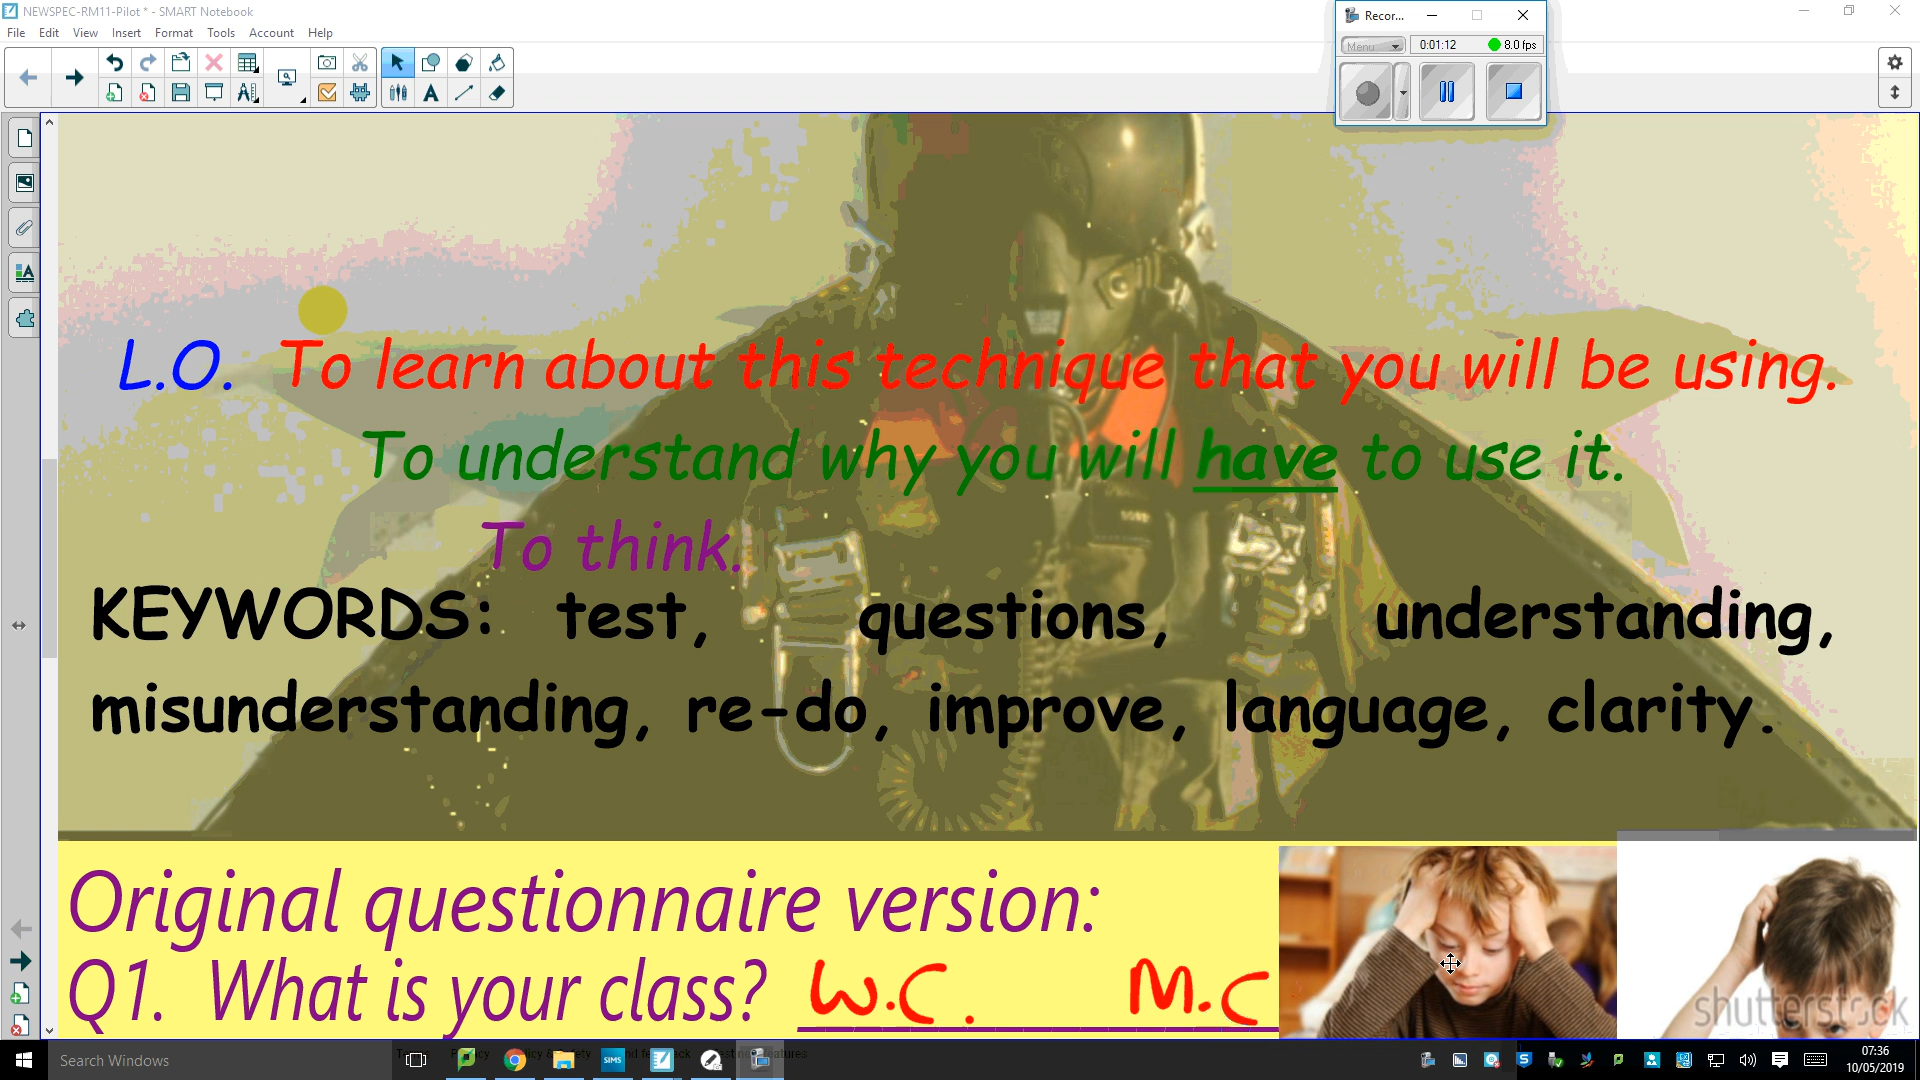 NEWSPEC-RM11-Pilot * - SMART Notebook
File Edit View Insert Format Tools Account Help
Recor...
Menu 0:01:12 8.0 fps
L.O. To learn about this technique that you will be using.
To understand why you will have to use it.
To think.
KEYWORDS: test, questions, understanding,
misunderstanding, re-do, improve, language, clarity.
Original questionnaire version:
Q1. What is your class? W.C. M.C
shutterstock
Search Windows
SIMS
07:36
10/05/2019